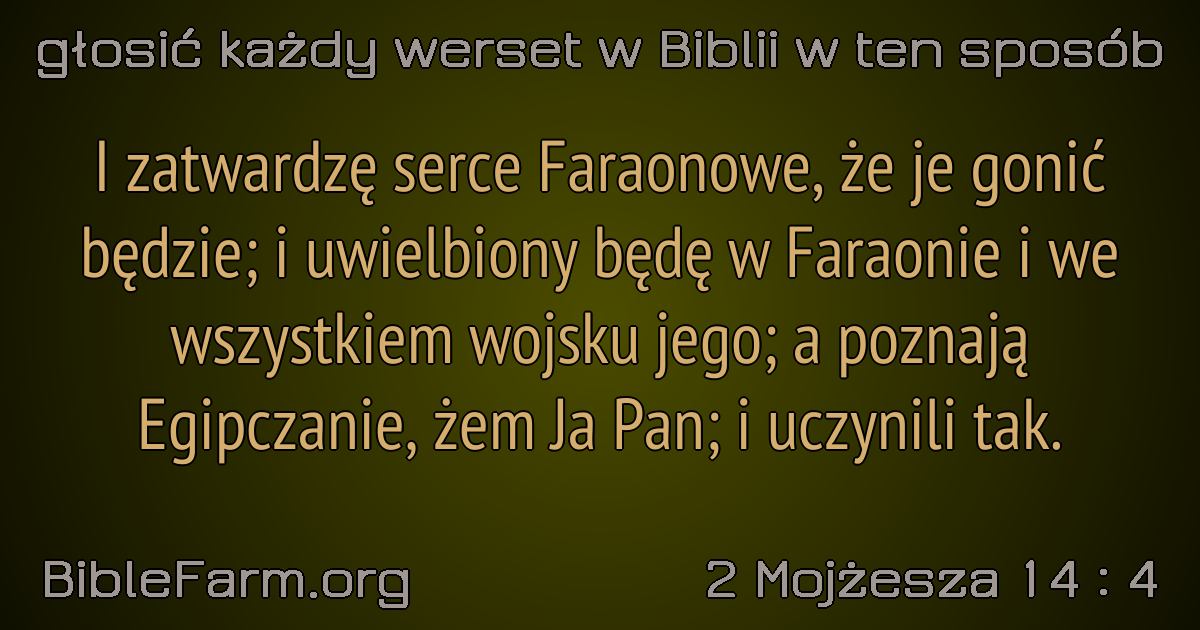 głosić każdy werset w Biblii w ten sposób
I zatwardzę serce Faraonowe, że je gonić
będzie; i uwielbiony będę w Faraonie i we
wszystkiem wojsku jego; a poznają
Egipczanie, żem Ja Pan; i uczynili tak.
BibleFarm.org
2 Mojżesza 14 : 4